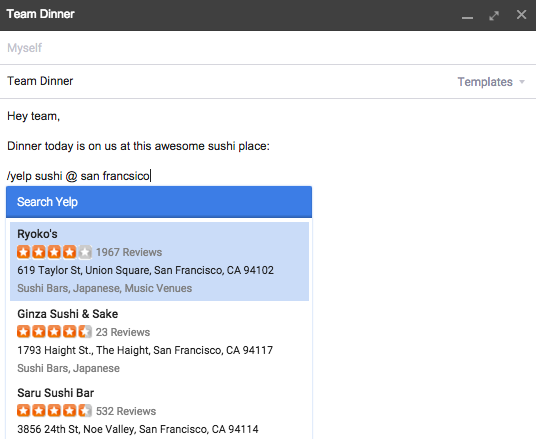 Team Dinner
Myself
Team Dinner
Templates
Hey team,
Dinner today is on us at this awesome sushi place:
/yelp sushi @ san francsico
Search Yelp
Ryoko's
1967 Reviews
619 Taylor St, Union Square, San Francisco, CA 94102
Sushi Bars, Japanese, Music Venues
Ginza Sushi & Sake
23 Reviews
1793 Haight St., The Haight, San Francisco, CA 94117
Sushi Bars, Japanese
Saru Sushi Bar
532 Reviews
3856 24th St, Noe Valley, San Francisco, CA 94114